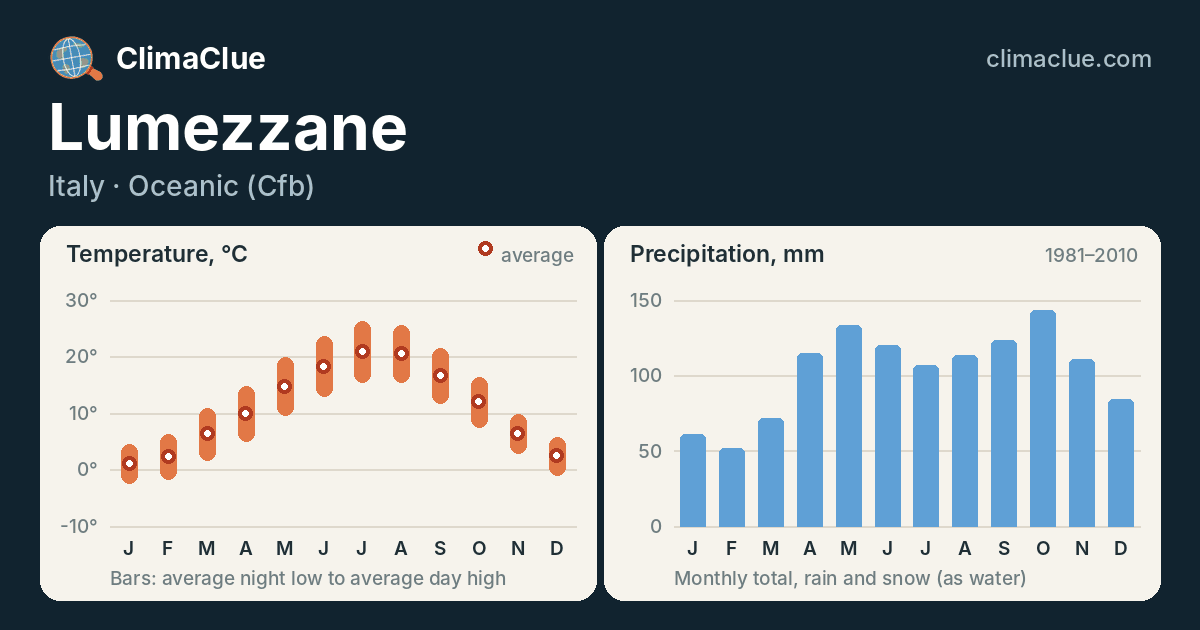 ClimaClue
climaclue.com
Lumezzane
Italy · Oceanic (Cfb)
Temperature, °C
average
30°
20°
10°
0°
-10°
J F M A M J J A S O N D
Bars: average night low to average day high
Precipitation, mm
1981–2010
150
100
50
0
J F M A M J J A S O N D
Monthly total, rain and snow (as water)